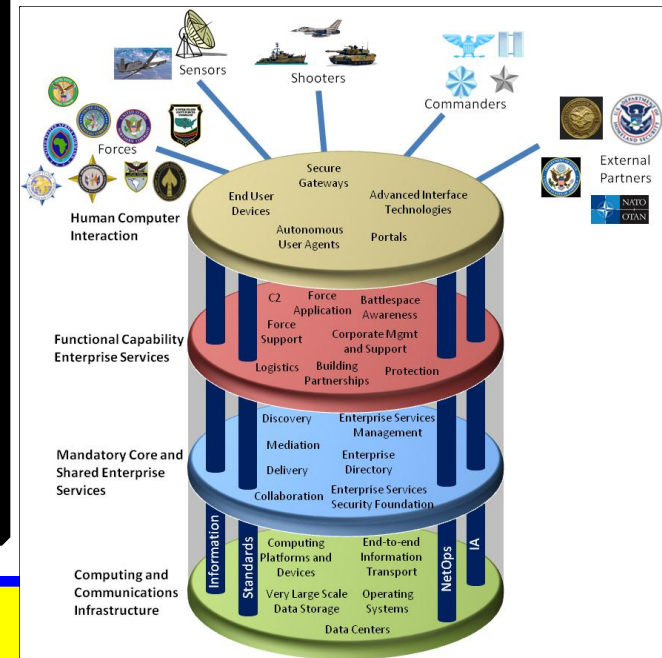 Sensors
Shooters
Commanders
Forces
External
Partners
NATO
OTAN
Human Computer
Interaction
Secure
Gateways
End User
Devices
Advanced Interface
Technologies
Autonomous
User Agents
Portals
Functional Capability
Enterprise Services
C2
Force
Application
Battlespace
Awareness
Force
Support
Corporate Mgmt
and Support
Logistics
Building
Partnerships
Protection
Mandatory Core and
Shared Enterprise
Services
Discovery
Enterprise Services
Management
Mediation
Enterprise
Directory
Delivery
Collaboration
Enterprise Services
Security Foundation
Computing and
Communications
Infrastructure
Information
Standards
NetOps
IA
Computing
Platforms and
Devices
End-to-end
Information
Transport
Very Large Scale
Data Storage
Operating
Systems
Data Centers